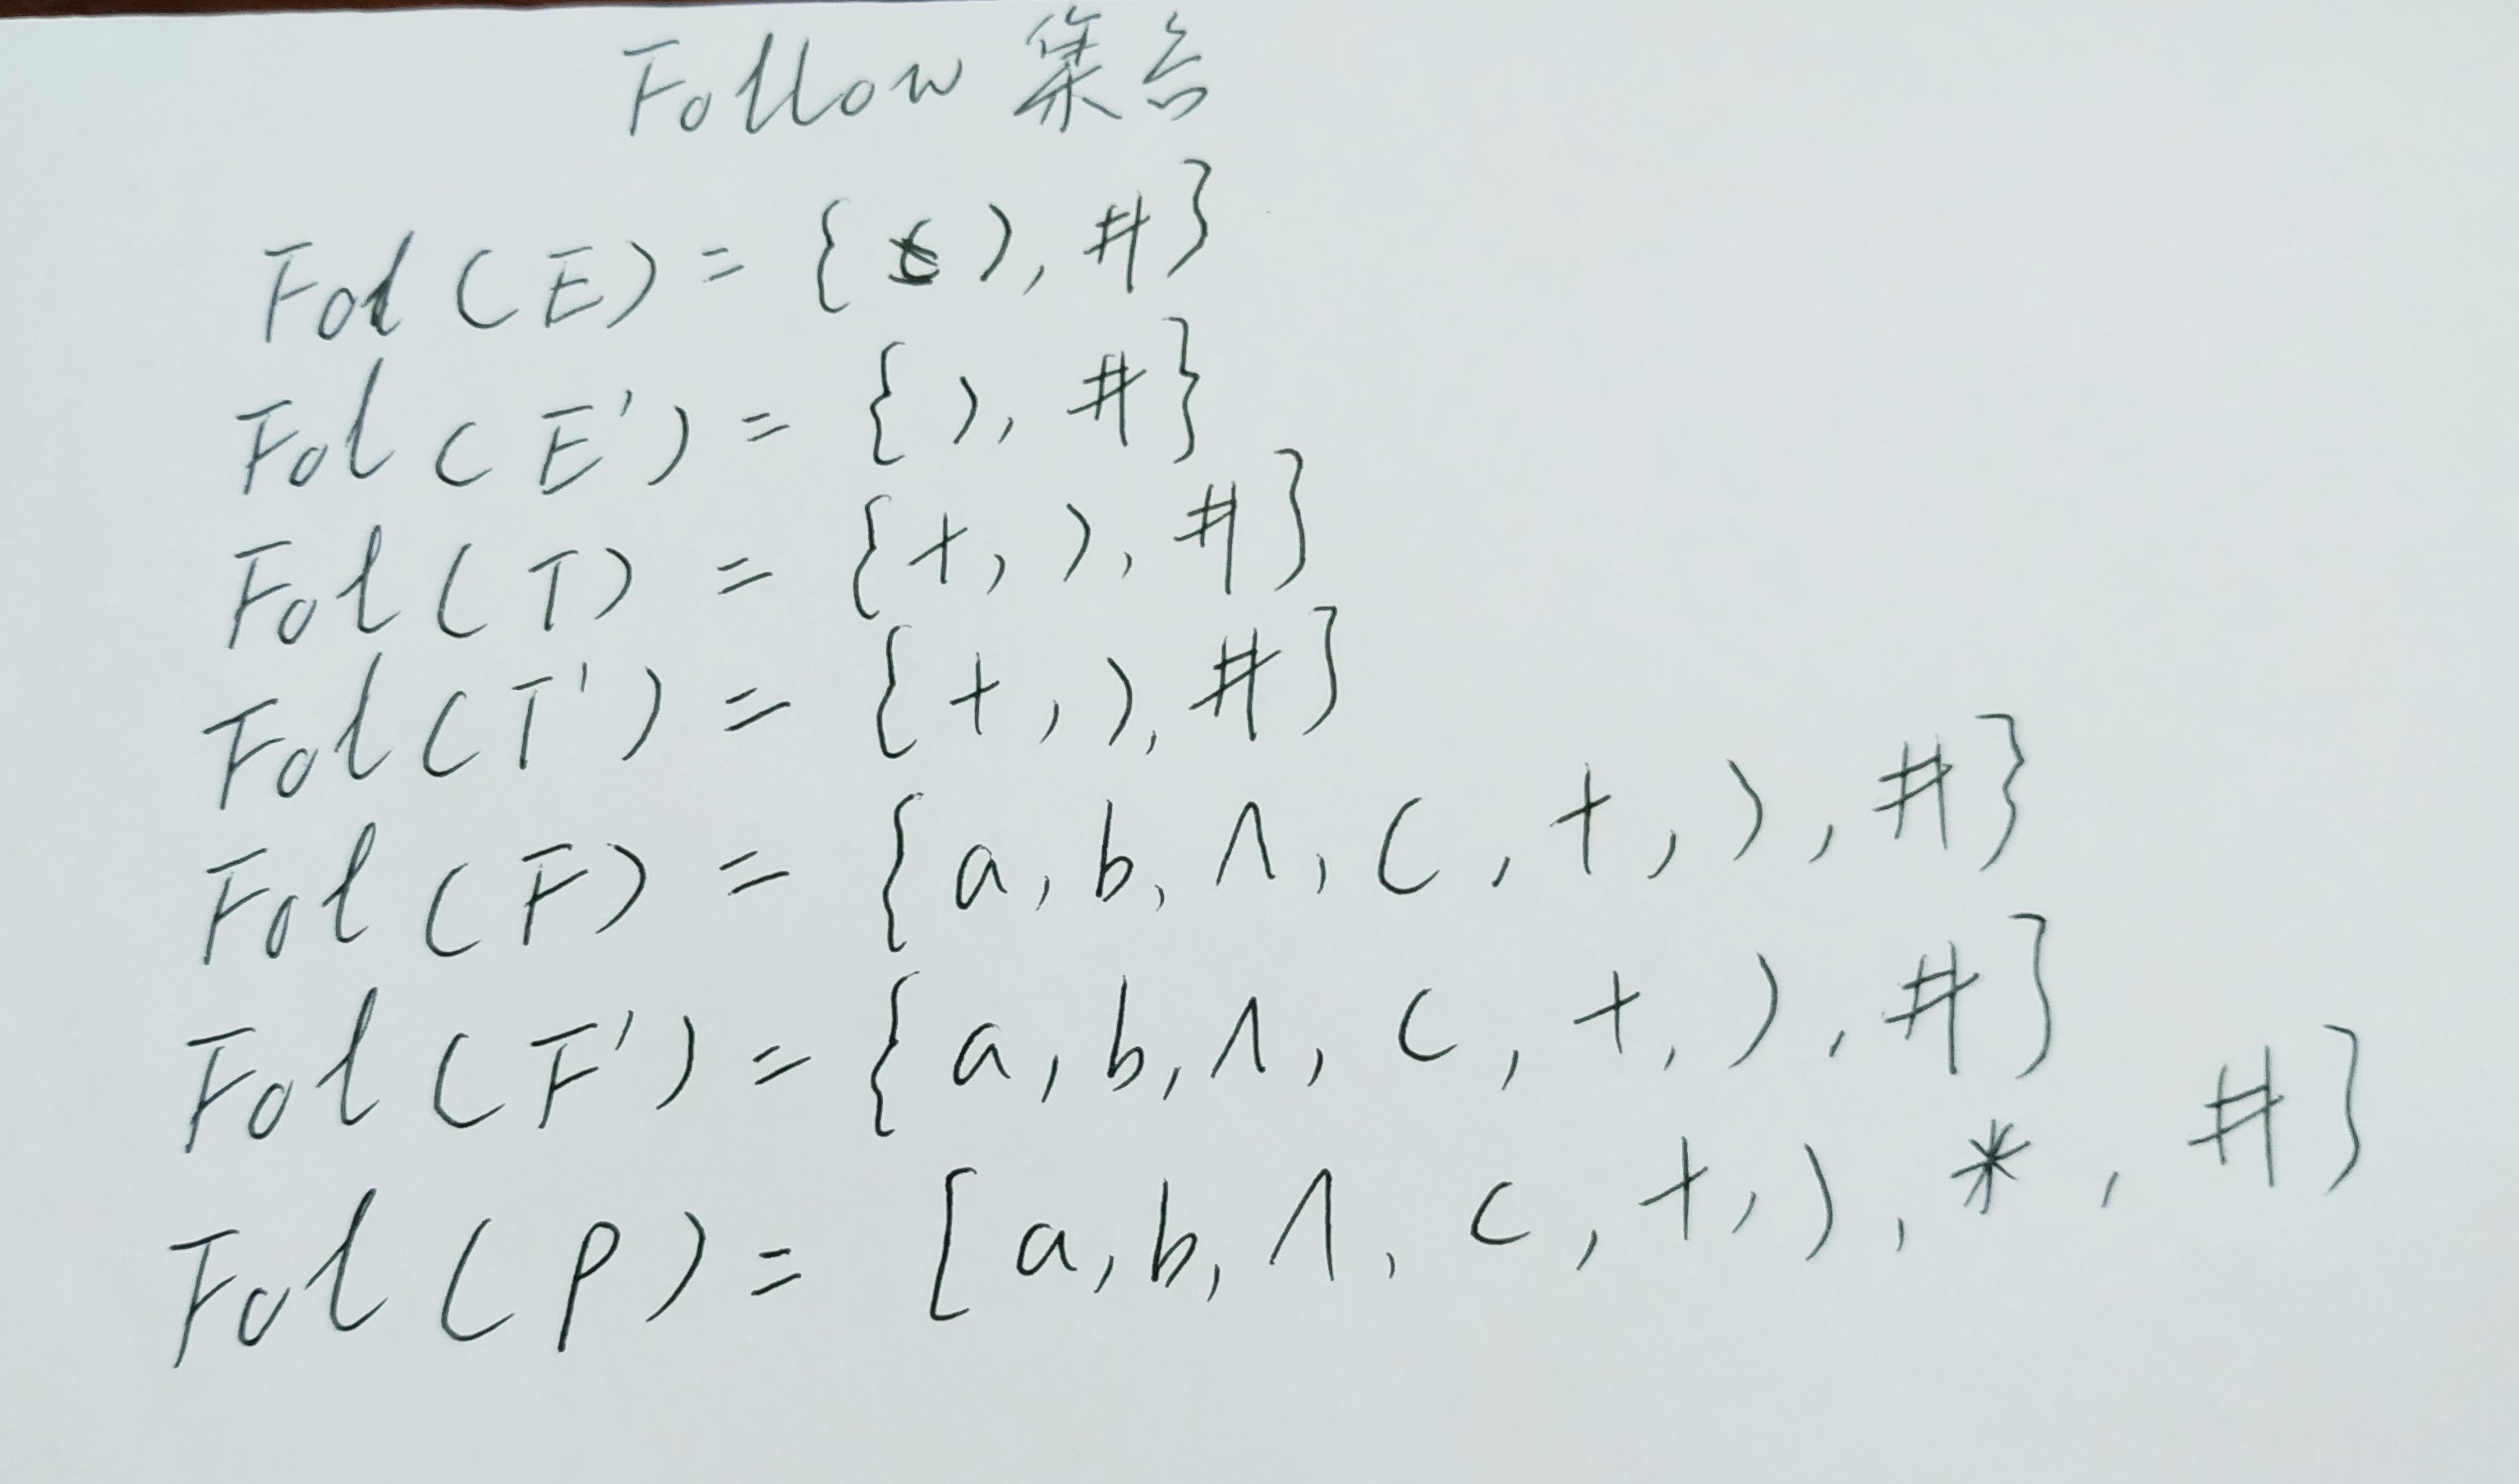 Follow 集合
Fol (E) = { ), # }
Fol (E') = { ), # }
Fol (T) = { +, ), # }
Fol (T') = { +, ), # }
Fol (F) = { a, b, ∧, (, +, ), # }
Fol (F') = { a, b, ∧, (, +, ), # }
Fol (P) = { a, b, ∧, (, +, ), *, # }